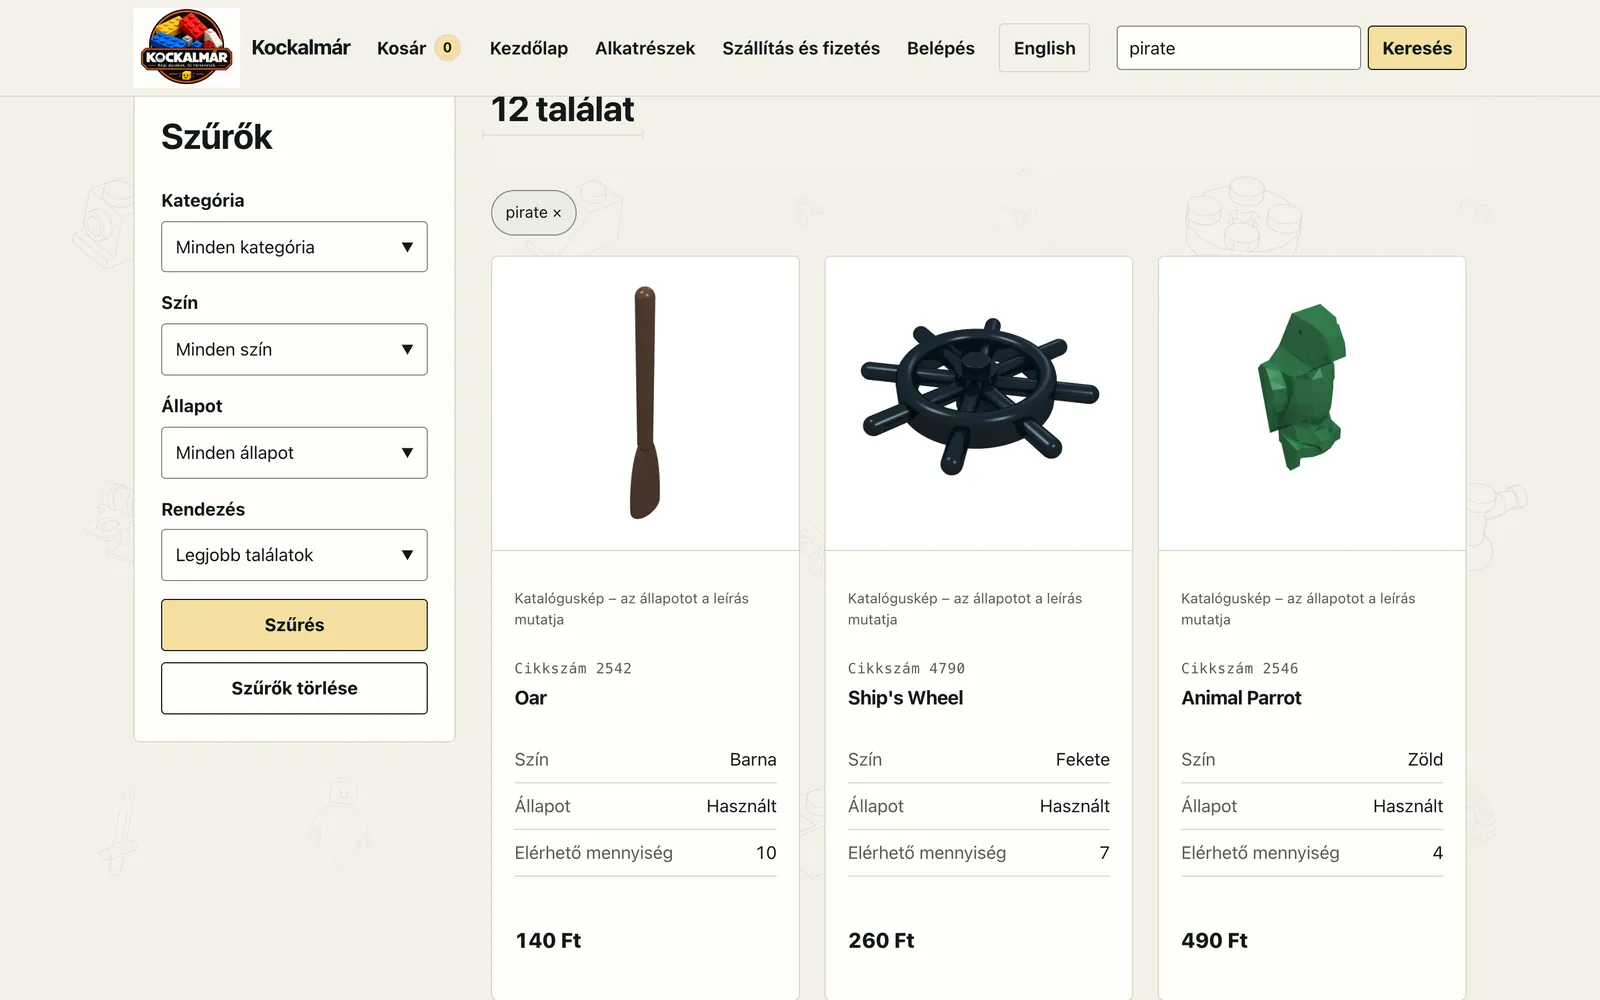 KOCKALMÁR
Kockalmár
Kosár 0
Kezdőlap
Alkatrészek
Szállítás és fizetés
Belépés
English
pirate
Keresés
Szűrők
Kategória
Minden kategória
Szín
Minden szín
Állapot
Minden állapot
Rendezés
Legjobb találatok
Szűrés
Szűrők törlése
12 találat
pirate ×
Katalóguskép – az állapotot a leírás
mutatja
Cikkszám 2542
Oar
Szín Barna
Állapot Használt
Elérhető mennyiség 10
140 Ft
Katalóguskép – az állapotot a leírás
mutatja
Cikkszám 4790
Ship's Wheel
Szín Fekete
Állapot Használt
Elérhető mennyiség 7
260 Ft
Katalóguskép – az állapotot a leírás
mutatja
Cikkszám 2546
Animal Parrot
Szín Zöld
Állapot Használt
Elérhető mennyiség 4
490 Ft